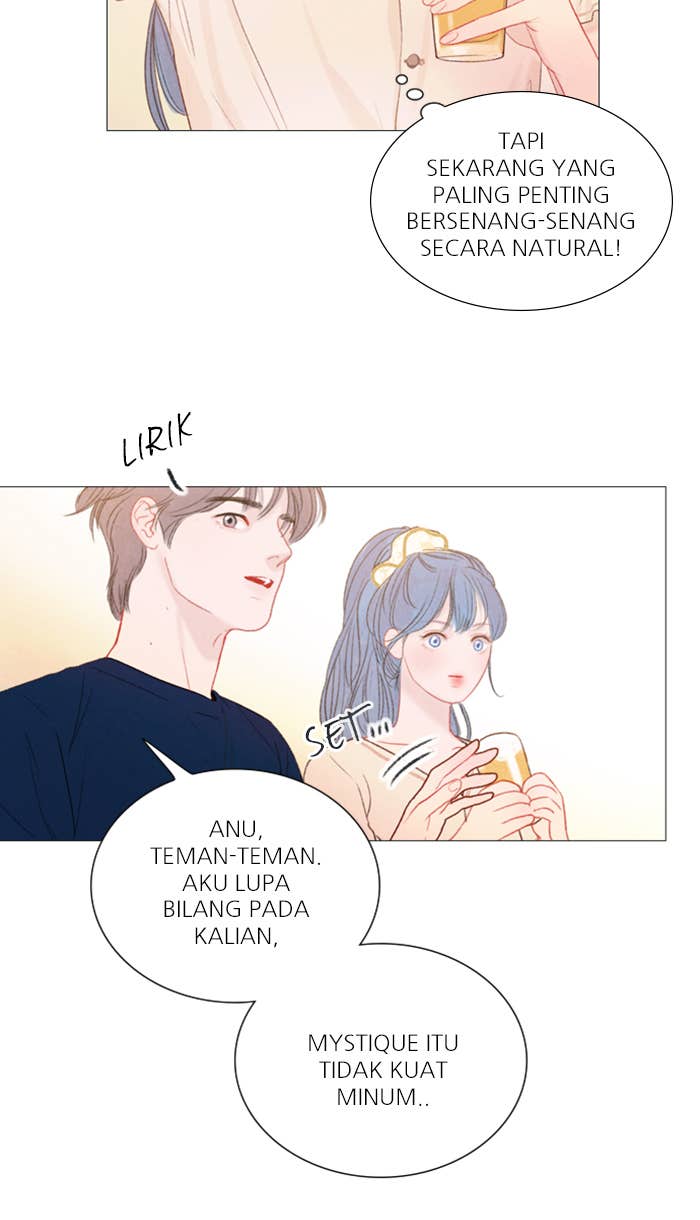 TAPI
SEKARANG YANG
PALING PENTING
BERSENANG-SENANG
SECARA NATURAL!
LIRIK
SET...
ANU,
TEMAN-TEMAN.
AKU LUPA
BILANG PADA
KALIAN,
MYSTIQUE ITU
TIDAK KUAT
MINUM..